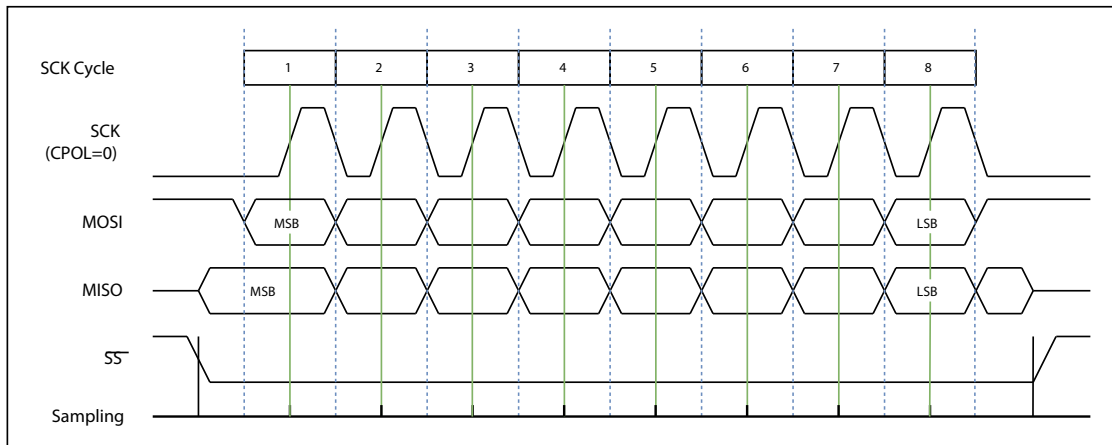 SCK Cycle 1 2 3 4 5 6 7 8
SCK
(CPOL=0)
MOSI MSB LSB
MISO MSB LSB
SS
Sampling